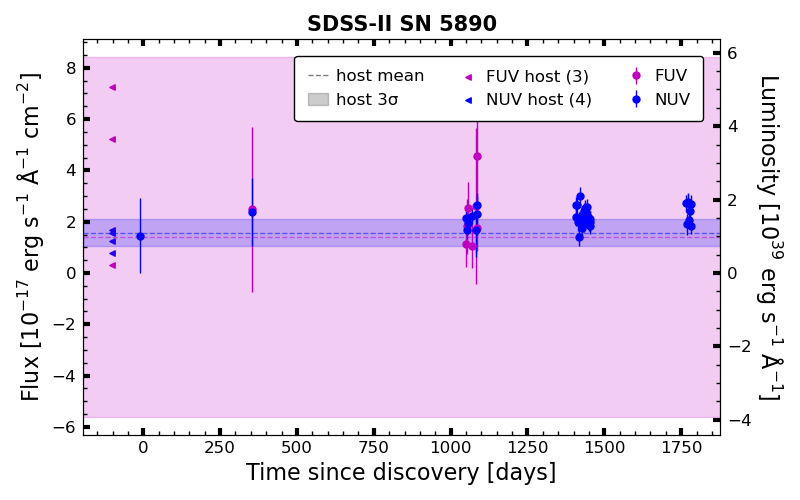 SDSS-II SN 5890
host mean
host 3σ
FUV host (3)
NUV host (4)
FUV
NUV
Flux [10⁻¹⁷ erg s⁻¹ Å⁻¹ cm⁻²]
8
6
4
2
0
−2
−4
−6
Luminosity [10³⁹ erg s⁻¹ Å⁻¹]
6
4
2
0
−2
−4
0 250 500 750 1000 1250 1500 1750
Time since discovery [days]